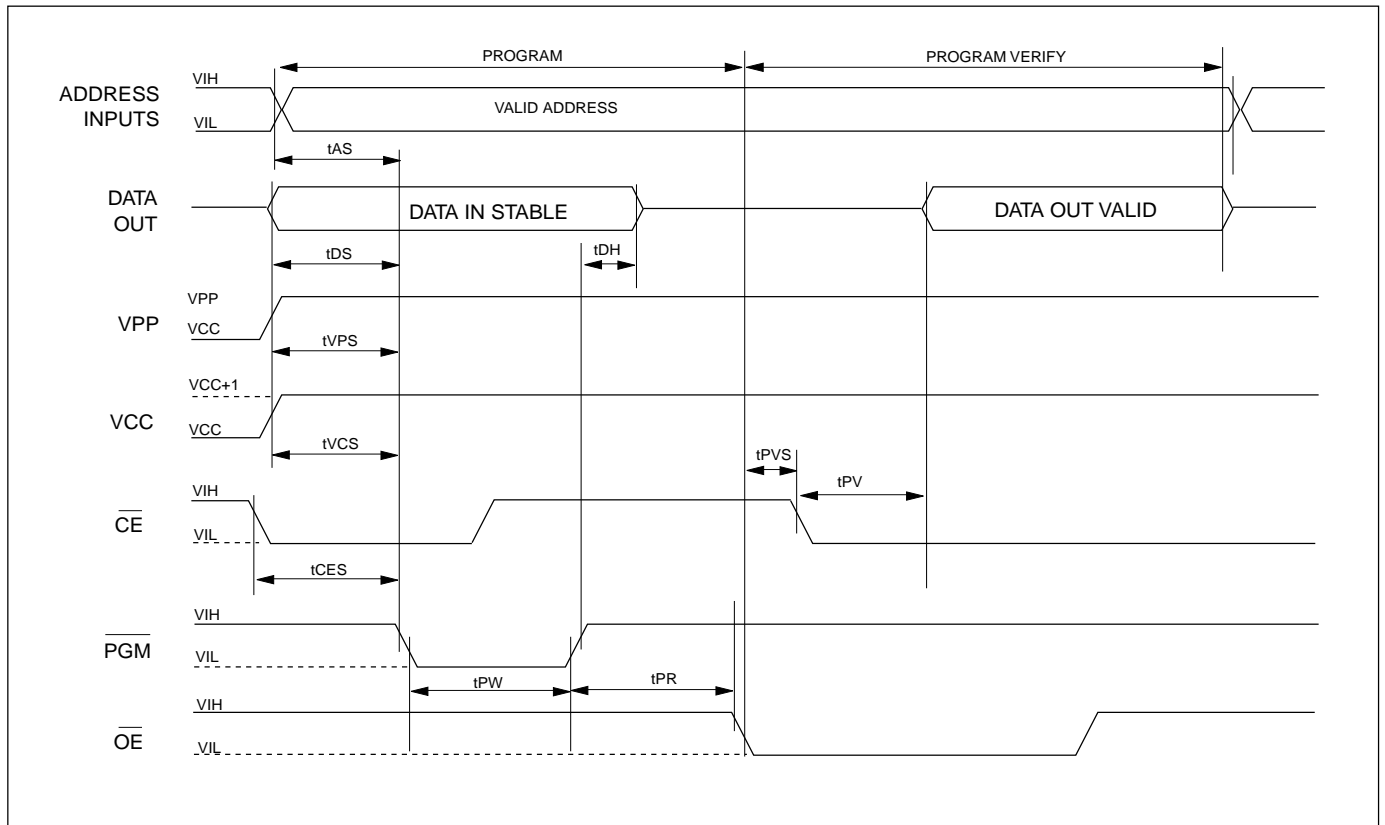 PROGRAM
PROGRAM VERIFY
ADDRESS
INPUTS
VIH
VIL
VALID ADDRESS
tAS
DATA
OUT
DATA IN STABLE
DATA OUT VALID
tDS
tDH
VPP
VPP
VCC
tVPS
VCC
VCC+1
VCC
tVCS
tPVS
tPV
CE
VIH
VIL
tCES
PGM
VIH
VIL
tPW
tPR
OE
VIH
VIL